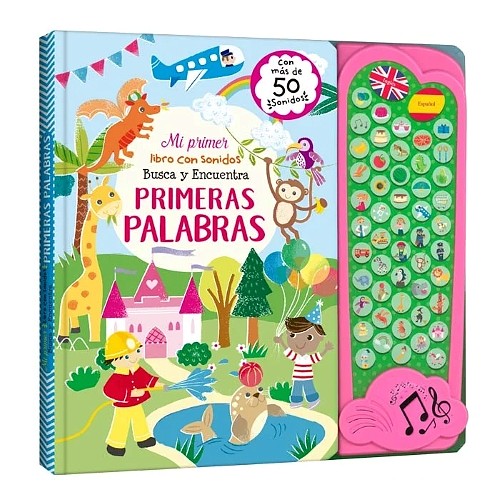 Con
más de
50
Sonidos
Mi primer
libro con sonidos
Busca y Encuentra
PRIMERAS
PALABRAS
Español
PRIMERAS PALABRAS